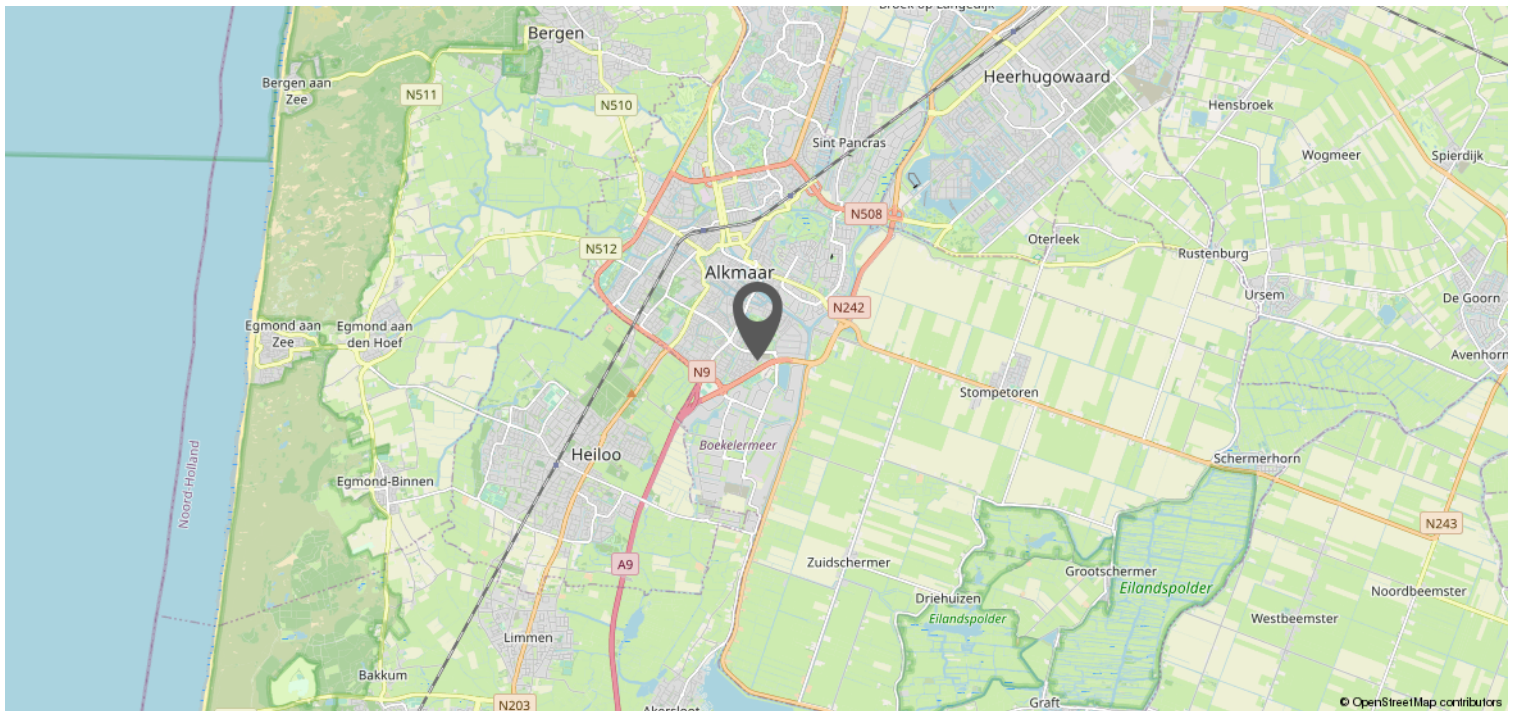 Broek op Langedijk
Bergen
Bergen aan
Zee
Heerhugowaard
N511
N510
Hensbroek
Sint Pancras
Wogmeer
Spierdijk
N508
Oterleek
N512
Rustenburg
Alkmaar
Ursem
De Goorn
N242
Egmond aan
Zee
Egmond aan
den Hoef
Avenhorn
N9
Stompetoren
Boekelermeer
Heiloo
Schermerhorn
Egmond-Binnen
Noord-Holland
N243
A9
Zuidschermer
Grootschermer
Eilandspolder
Driehuizen
Noordbeemster
Eilandspolder
Westbeemster
Limmen
Bakkum
N203
Akersloot
Graft
© OpenStreetMap contributors